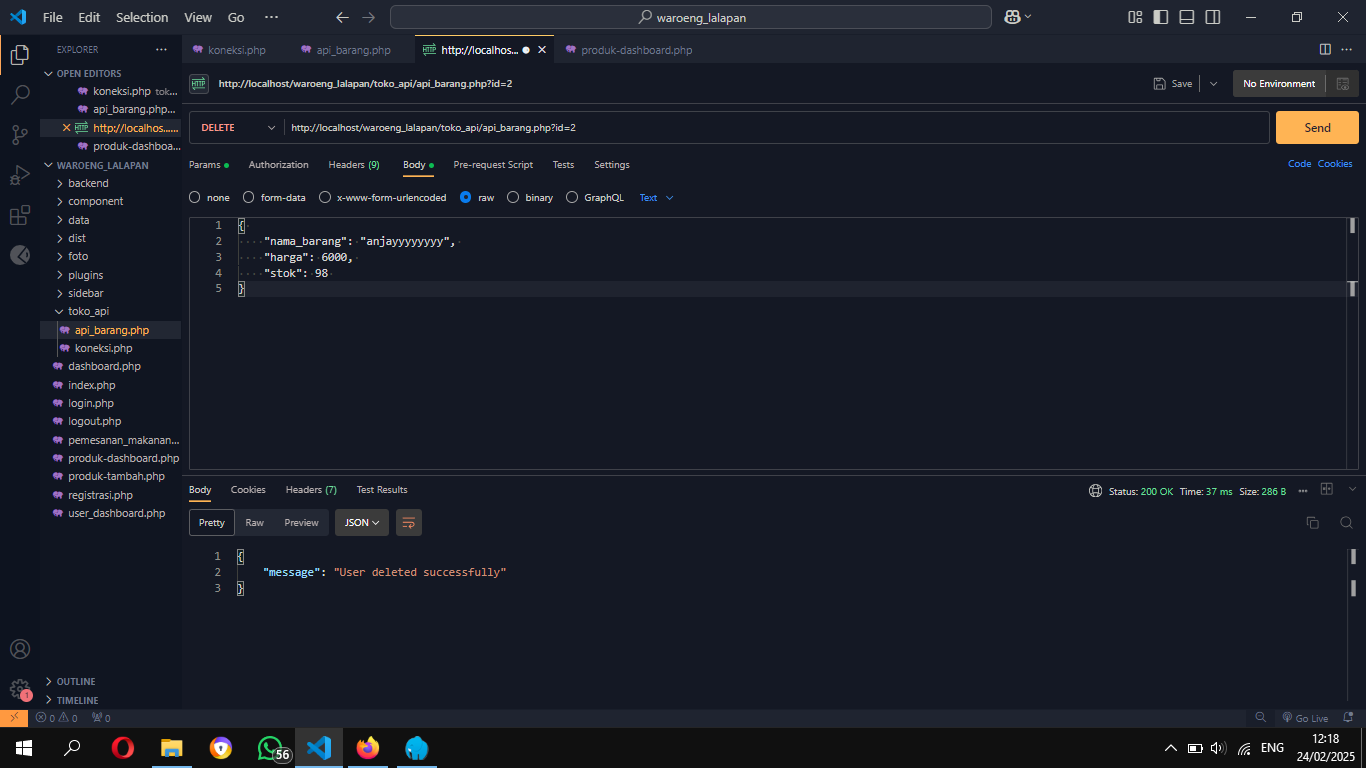 File Edit Selection View Go ··· waroeng_lalapan
EXPLORER ···
OPEN EDITORS
koneksi.php tok...
api_barang.php...
http://localhos......
produk-dashboa...
WAROENG_LALAPAN
backend
component
data
dist
foto
plugins
sidebar
toko_api
api_barang.php
koneksi.php
dashboard.php
index.php
login.php
logout.php
pemesanan_makanan...
produk-dashboard.php
produk-tambah.php
registrasi.php
user_dashboard.php
OUTLINE
TIMELINE
koneksi.php api_barang.php http://localhos... produk-dashboard.php
HTTP http://localhost/waroeng_lalapan/toko_api/api_barang.php?id=2 Save No Environment
DELETE http://localhost/waroeng_lalapan/toko_api/api_barang.php?id=2 Send
Params Authorization Headers (9) Body Pre-request Script Tests Settings Code Cookies
none form-data x-www-form-urlencoded raw binary GraphQL Text
1 {
2 "nama_barang": "anjayyyyyyyy",
3 "harga": 6000,
4 "stok": 98
5 }
Body Cookies Headers (7) Test Results Status: 200 OK Time: 37 ms Size: 286 B ···
Pretty Raw Preview JSON
1 {
2 "message": "User deleted successfully"
3 }
1
0 0 0 Go Live
56 ENG 12:18
24/02/2025